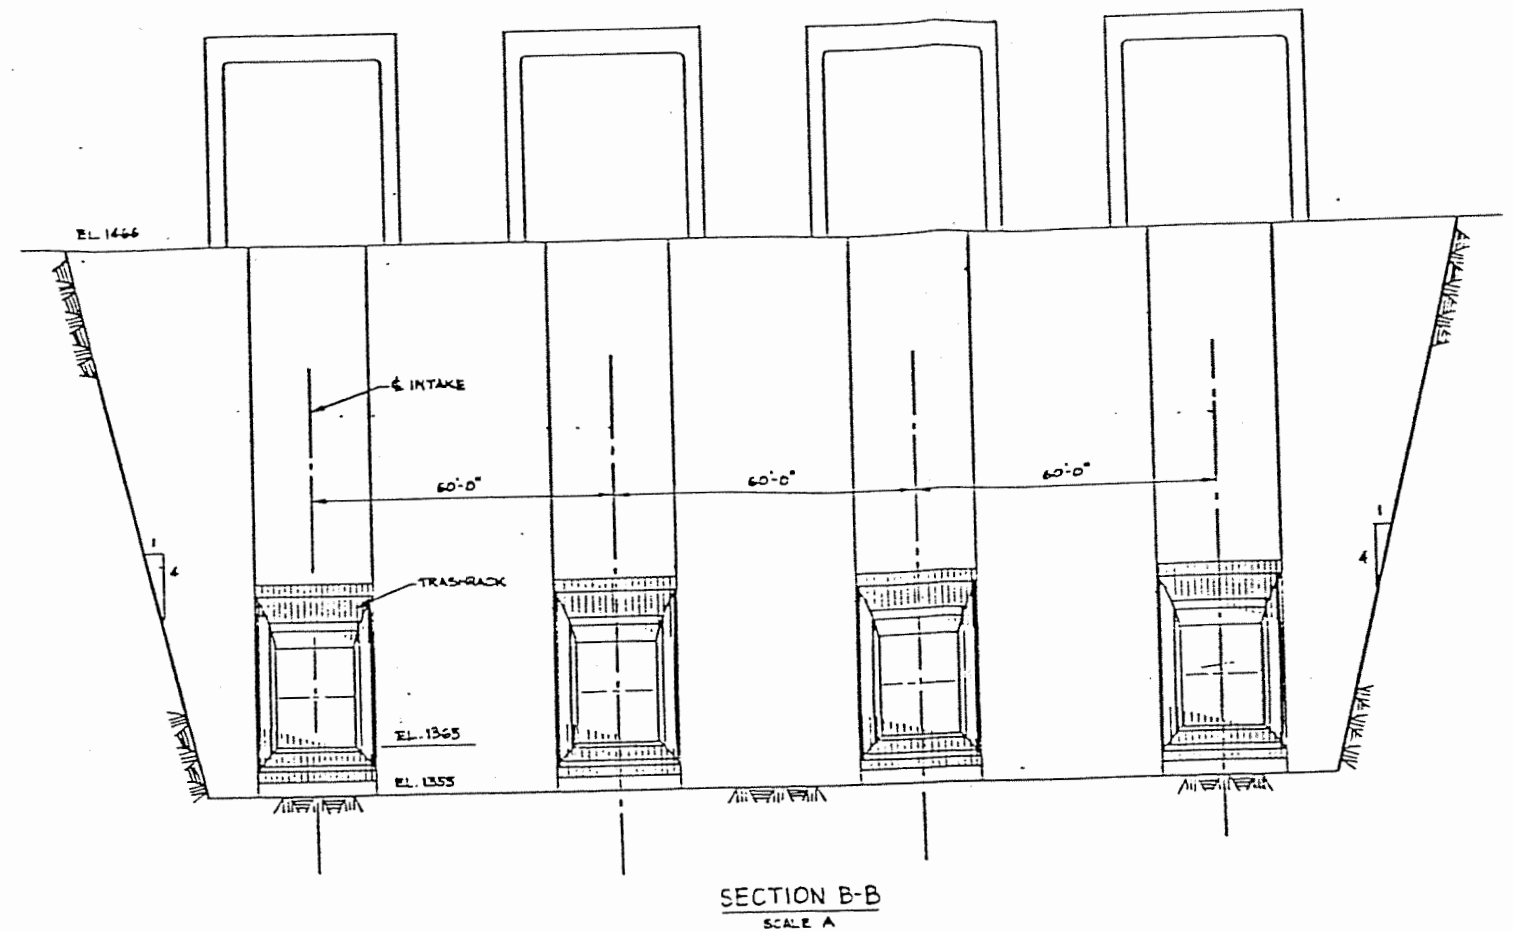 EL 1466
℄ INTAKE
60'-0"
60'-0"
60'-0"
1
4
1
4
TRASHRACK
EL. 1365
EL. 1355
SECTION B-B
SCALE A